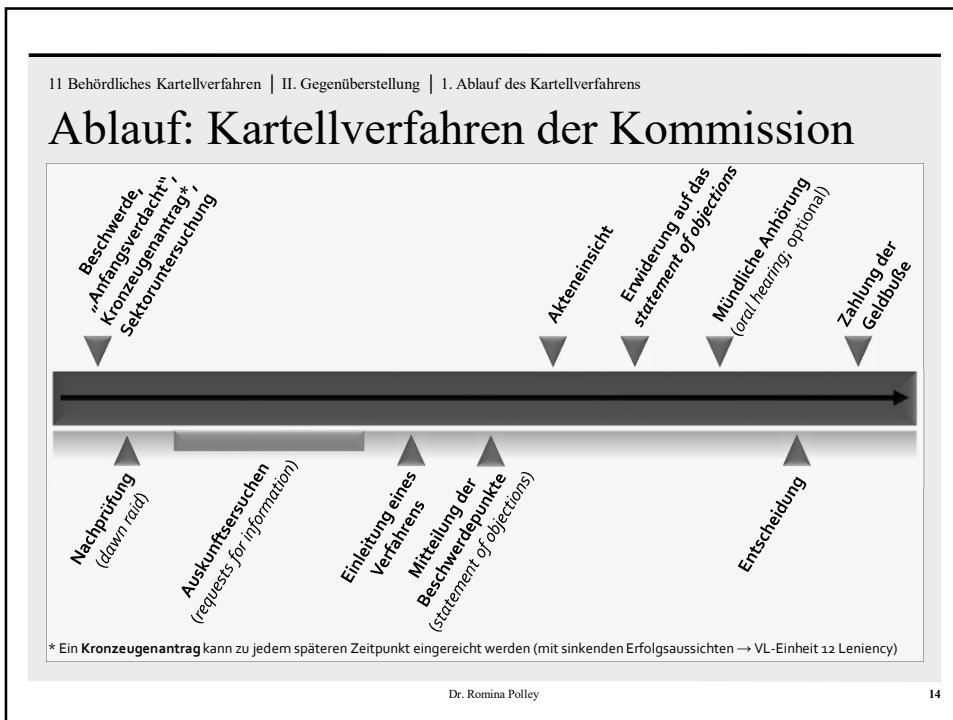 11 Behördliches Kartellverfahren | II. Gegenüberstellung | 1. Ablauf des Kartellverfahrens
Ablauf: Kartellverfahren der Kommission
Beschwerde,
„Anfangsverdacht“,
Kronzeugenantrag*,
Sektoruntersuchung
Akteneinsicht
Erwiderung auf das
statement of objections
Mündliche Anhörung
(oral hearing; optional)
Zahlung der
Geldbuße
Nachprüfung
(dawn raid)
Auskunftsersuchen
(requests for information)
Einleitung eines
Verfahrens
Mitteilung der
Beschwerdepunkte
(statement of objections)
Entscheidung
* Ein Kronzeugenantrag kann zu jedem späteren Zeitpunkt eingereicht werden (mit sinkenden Erfolgsaussichten → VL-Einheit 12 Leniency)
Dr. Romina Polley
14